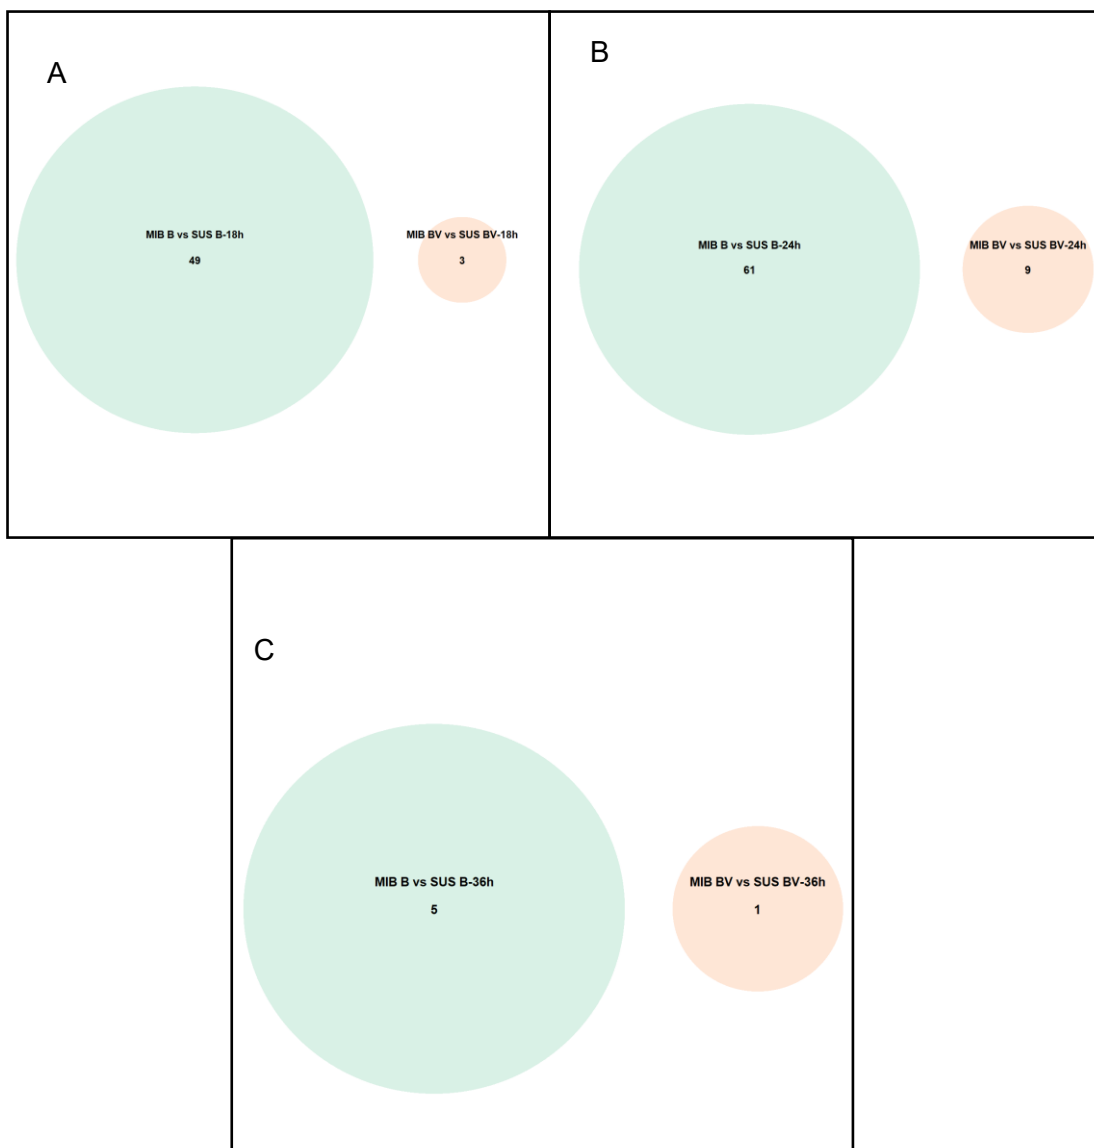 A
MIB B vs SUS B-18h
49
MIB BV vs SUS BV-18h
3
B
MIB B vs SUS B-24h
61
MIB BV vs SUS BV-24h
9
C
MIB B vs SUS B-36h
5
MIB BV vs SUS BV-36h
1